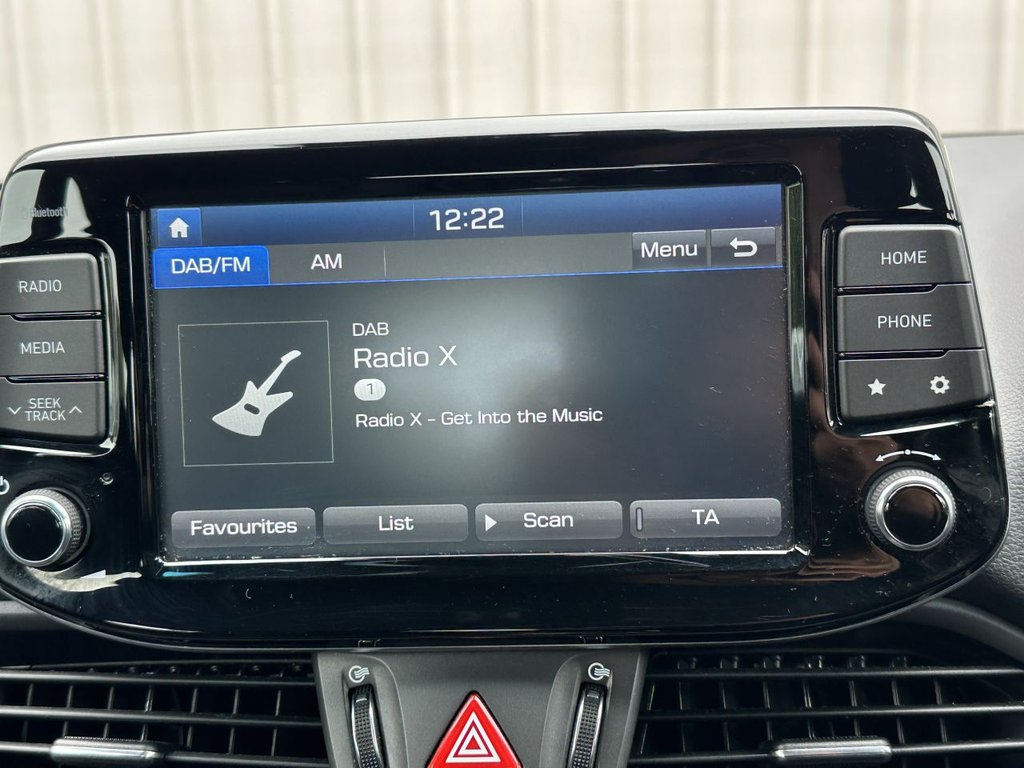 Bluetooth
12:22
DAB/FM
AM
Menu
RADIO
MEDIA
SEEK
TRACK
DAB
Radio X
1
Radio X - Get Into the Music
Favourites
List
Scan
TA
HOME
PHONE